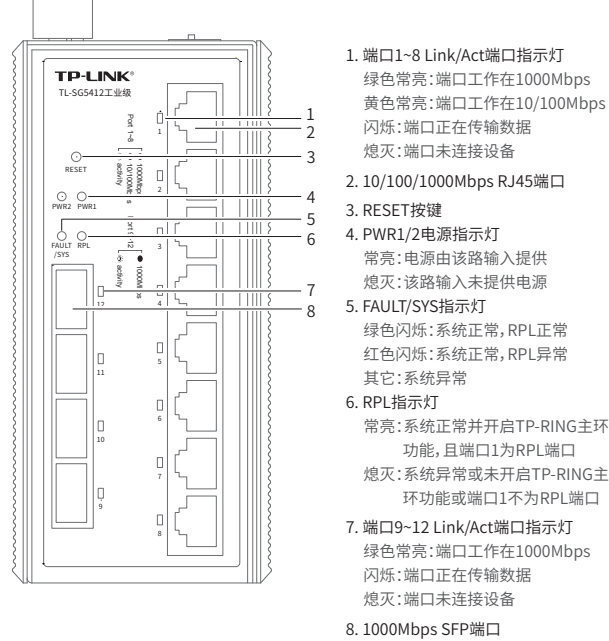 TP-LINK®
TL-SG5412工业级
Port 1~8
1000Mbps
10/100Mb s
activity
RESET
PWR2 PWR1
FAULT RPL
/SYS
1000M ps
activity
1
2
3
4
5
6
7
8
12
11
10
9
1
2
3
4
5
6
7
8
1. 端口1~8 Link/Act端口指示灯
绿色常亮:端口工作在1000Mbps
黄色常亮:端口工作在10/100Mbps
闪烁:端口正在传输数据
熄灭:端口未连接设备
2. 10/100/1000Mbps RJ45端口
3. RESET按键
4. PWR1/2电源指示灯
常亮:电源由该路输入提供
熄灭:该路输入未提供电源
5. FAULT/SYS指示灯
绿色闪烁:系统正常,RPL正常
红色闪烁:系统正常,RPL异常
其它:系统异常
6. RPL指示灯
常亮:系统正常并开启TP-RING主环
功能,且端口1为RPL端口
熄灭:系统异常或未开启TP-RING主
环功能或端口1不为RPL端口
7. 端口9~12 Link/Act端口指示灯
绿色常亮:端口工作在1000Mbps
闪烁:端口正在传输数据
熄灭:端口未连接设备
8. 1000Mbps SFP端口